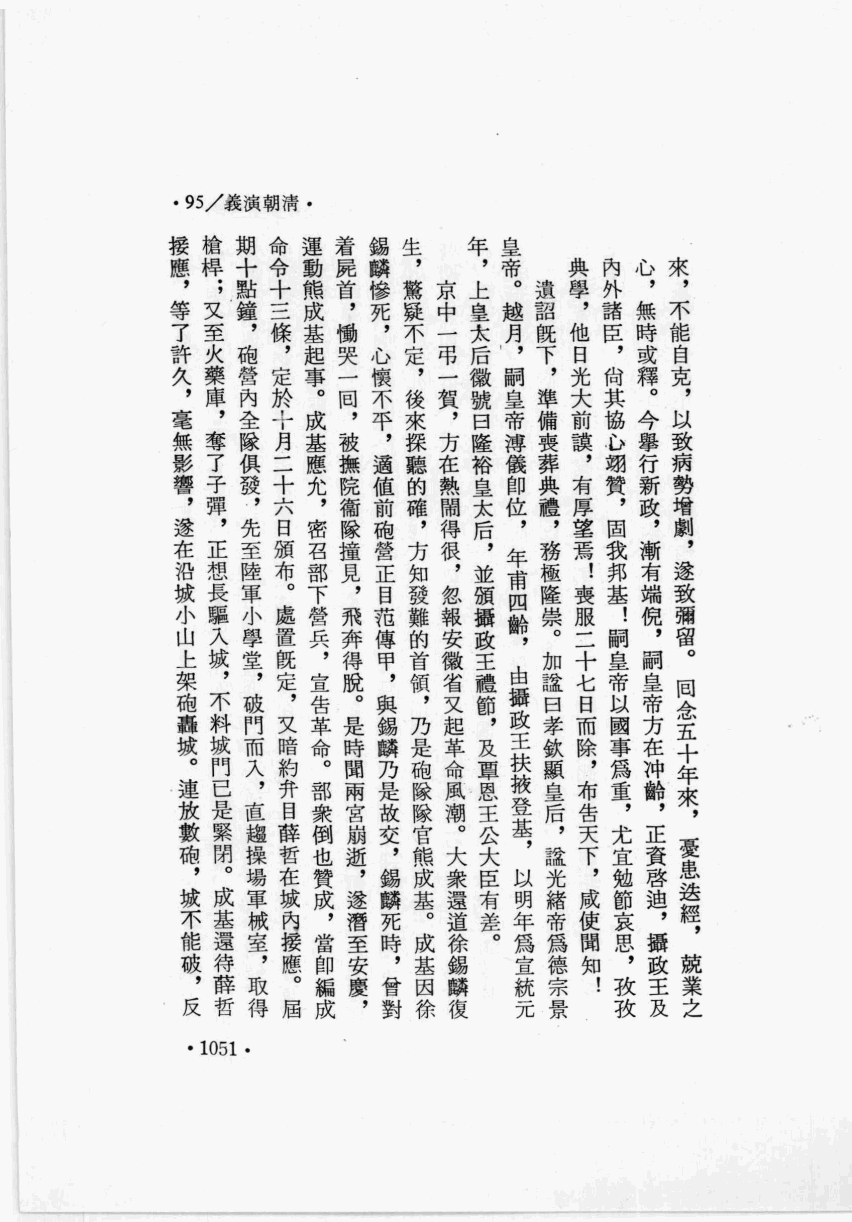 •95／義演朝清•
來，不能自克，以致病勢增劇，遂致彌留。回念五十年來，憂患迭經，兢業之
心，無時或釋。今舉行新政，漸有端倪，嗣皇帝方在冲齡，正資啓迪，攝政王及
內外諸臣，尙其協心翊贊，固我邦基！嗣皇帝以國事爲重，尤宜勉節哀思，孜孜
典學，他日光大前謨，有厚望焉！喪服二十七日而除，布告天下，咸使聞知！
遺詔旣下，準備喪葬典禮，務極隆崇。加諡曰孝欽顯皇后，諡光緒帝爲德宗景
皇帝。越月，嗣皇帝溥儀卽位，年甫四齡，由攝政王扶掖登基，以明年爲宣統元
年，上皇太后徽號曰隆裕皇太后，並頒攝政王禮節，及覃恩王公大臣有差。
京中一弔一賀，方在熱鬧得很，忽報安徽省又起革命風潮。大衆還道徐錫麟復
生，驚疑不定，後來探聽的確，方知發難的首領，乃是砲隊隊官熊成基。成基因徐
錫麟慘死，心懷不平，適值前砲營正目范傳甲，與錫麟乃是故交，錫麟死時，曾對
着屍首，慟哭一回，被撫院衞隊撞見，飛奔得脫。是時聞兩宮崩逝，遂潛至安慶，
運動熊成基起事。成基應允，密召部下營兵，宣告革命。部衆倒也贊成，當卽編成
命令十三條，定於十月二十六日頒布。處置旣定，又暗約弁目薛哲在城內接應。屆
期十點鐘，砲營內全隊俱發，先至陸軍小學堂，破門而入，直趨操場軍械室，取得
槍桿；又至火藥庫，奪了子彈，正想長驅入城，不料城門已是緊閉。成基還待薛哲
接應，等了許久，毫無影響，遂在沿城小山上架砲轟城。連放數砲，城不能破，反
•1051•